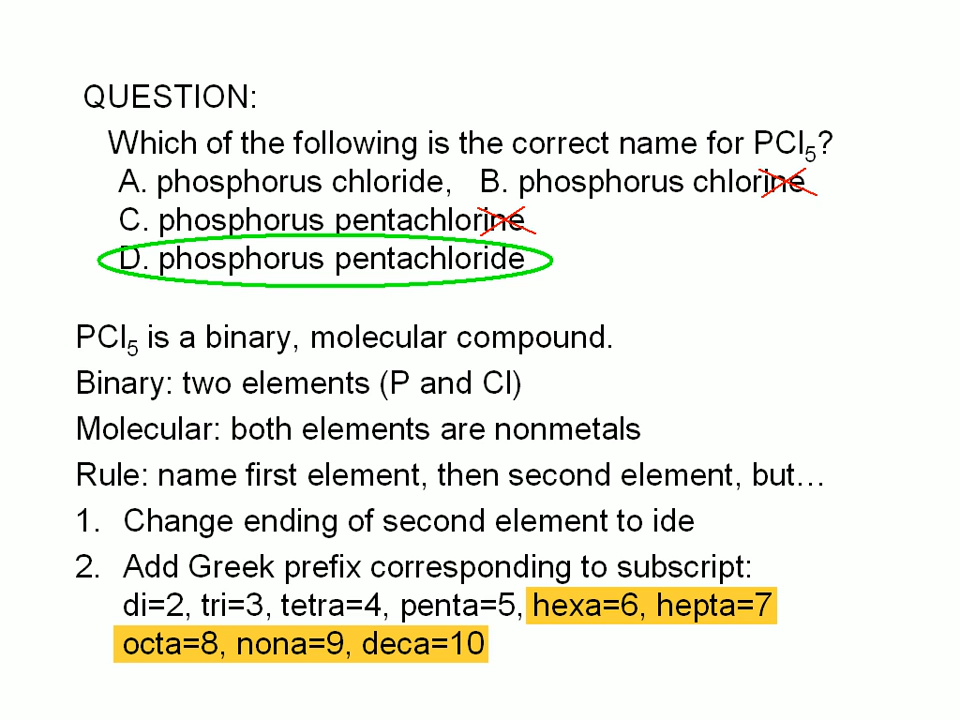 QUESTION:
Which of the following is the correct name for PCl₅?
A. phosphorus chloride, B. phosphorus chlorine
C. phosphorus pentachlorine
D. phosphorus pentachloride
PCl₅ is a binary, molecular compound.
Binary: two elements (P and Cl)
Molecular: both elements are nonmetals
Rule: name first element, then second element, but…
1. Change ending of second element to ide
2. Add Greek prefix corresponding to subscript:
di=2, tri=3, tetra=4, penta=5, hexa=6, hepta=7
octa=8, nona=9, deca=10